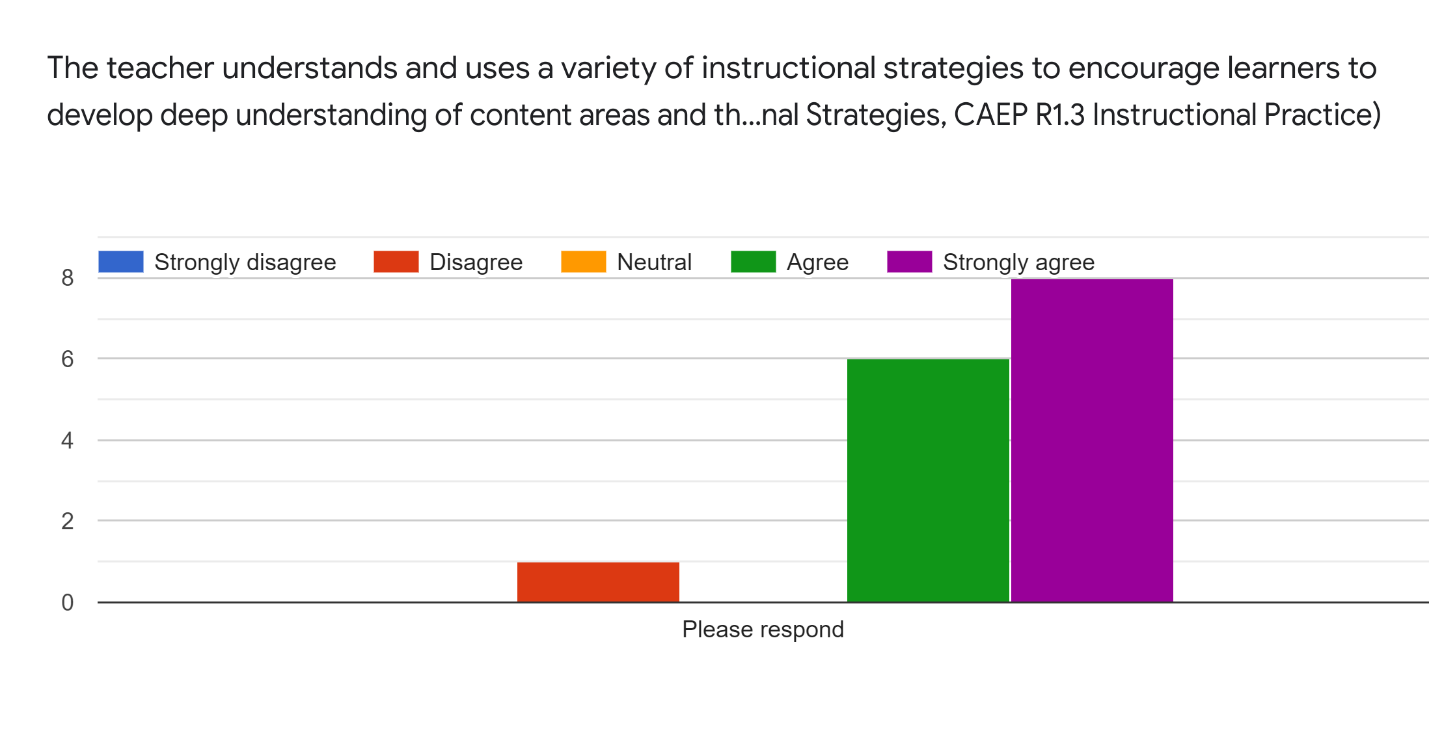 The teacher understands and uses a variety of instructional strategies to encourage learners to
develop deep understanding of content areas and th...nal Strategies, CAEP R1.3 Instructional Practice)
Strongly disagree Disagree Neutral Agree Strongly agree
8
6
4
2
0
Please respond